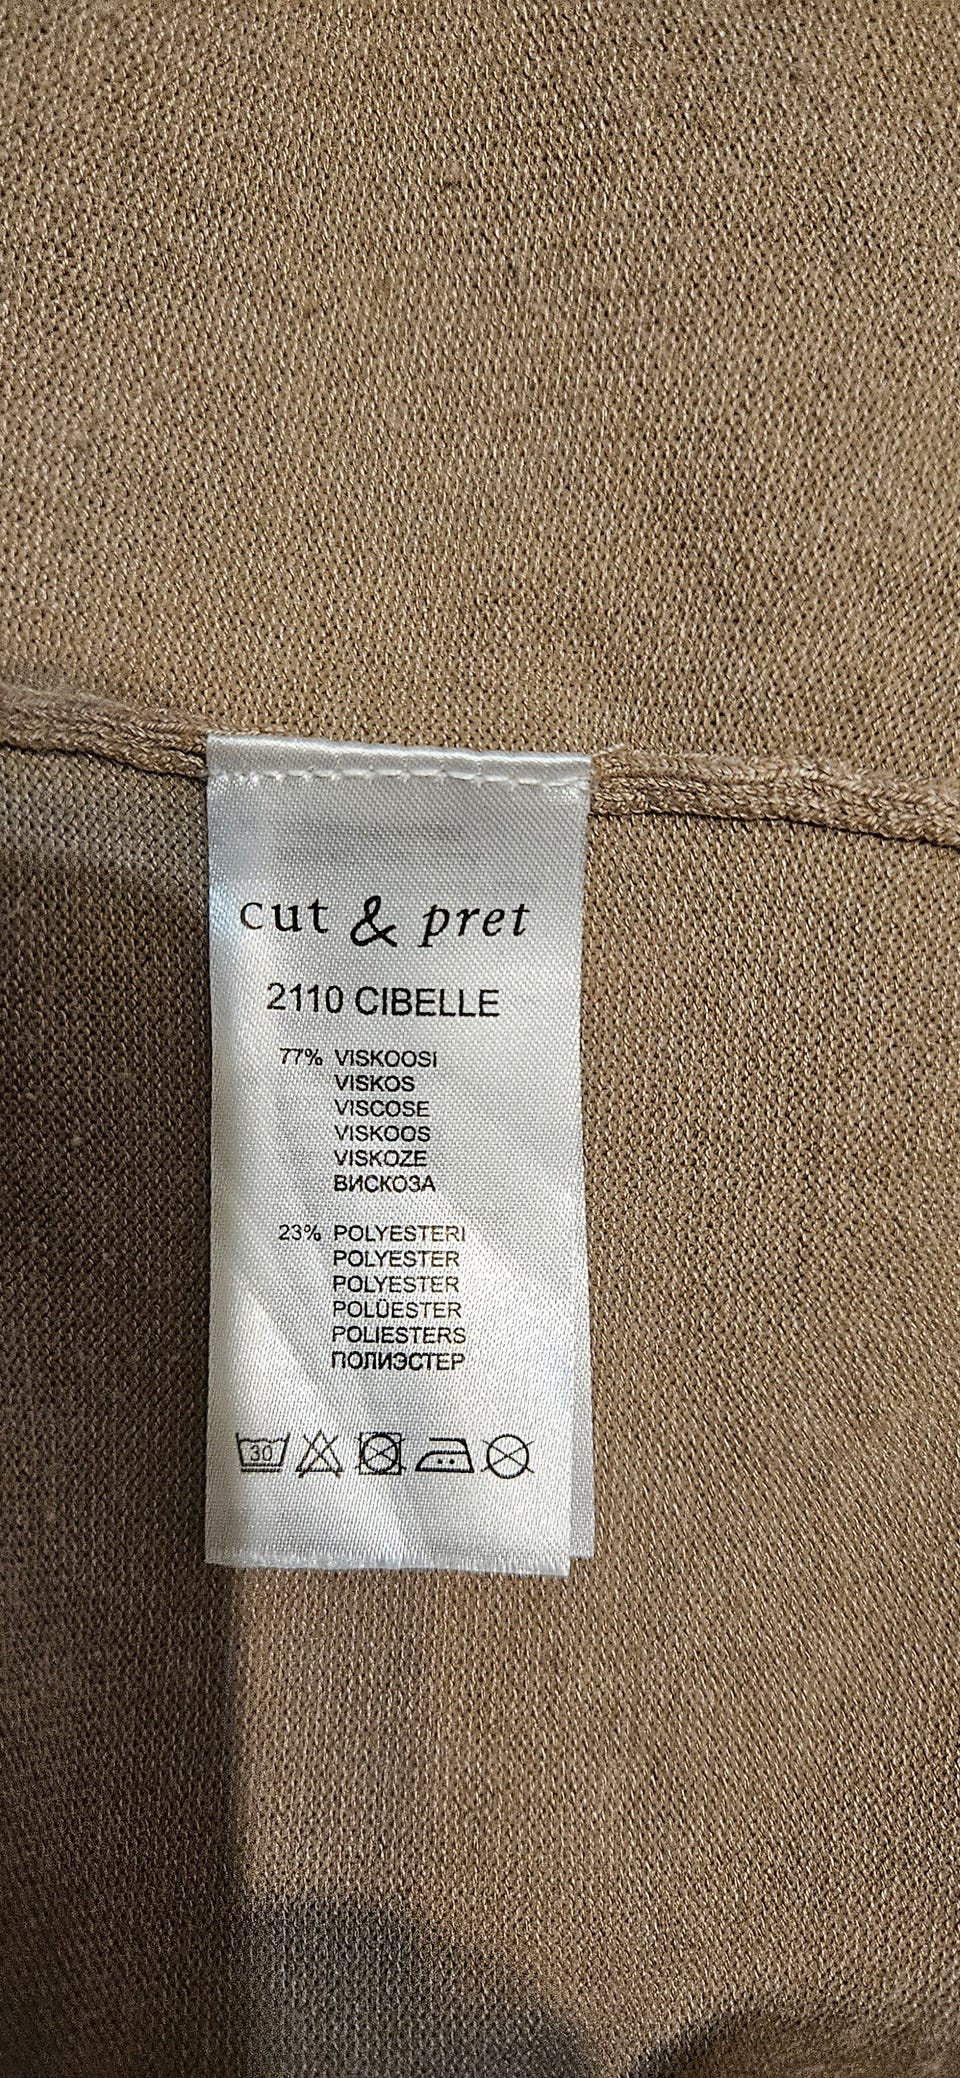 cut & pret
2110 CIBELLE
77% VISKOOSI
VISKOS
VISCOSE
VISKOOS
VISKOZE
ВИСКОЗА
23% POLYESTERI
POLYESTER
POLYESTER
POLÜESTER
POLIESTERS
ПОЛИЭСТЕР
30